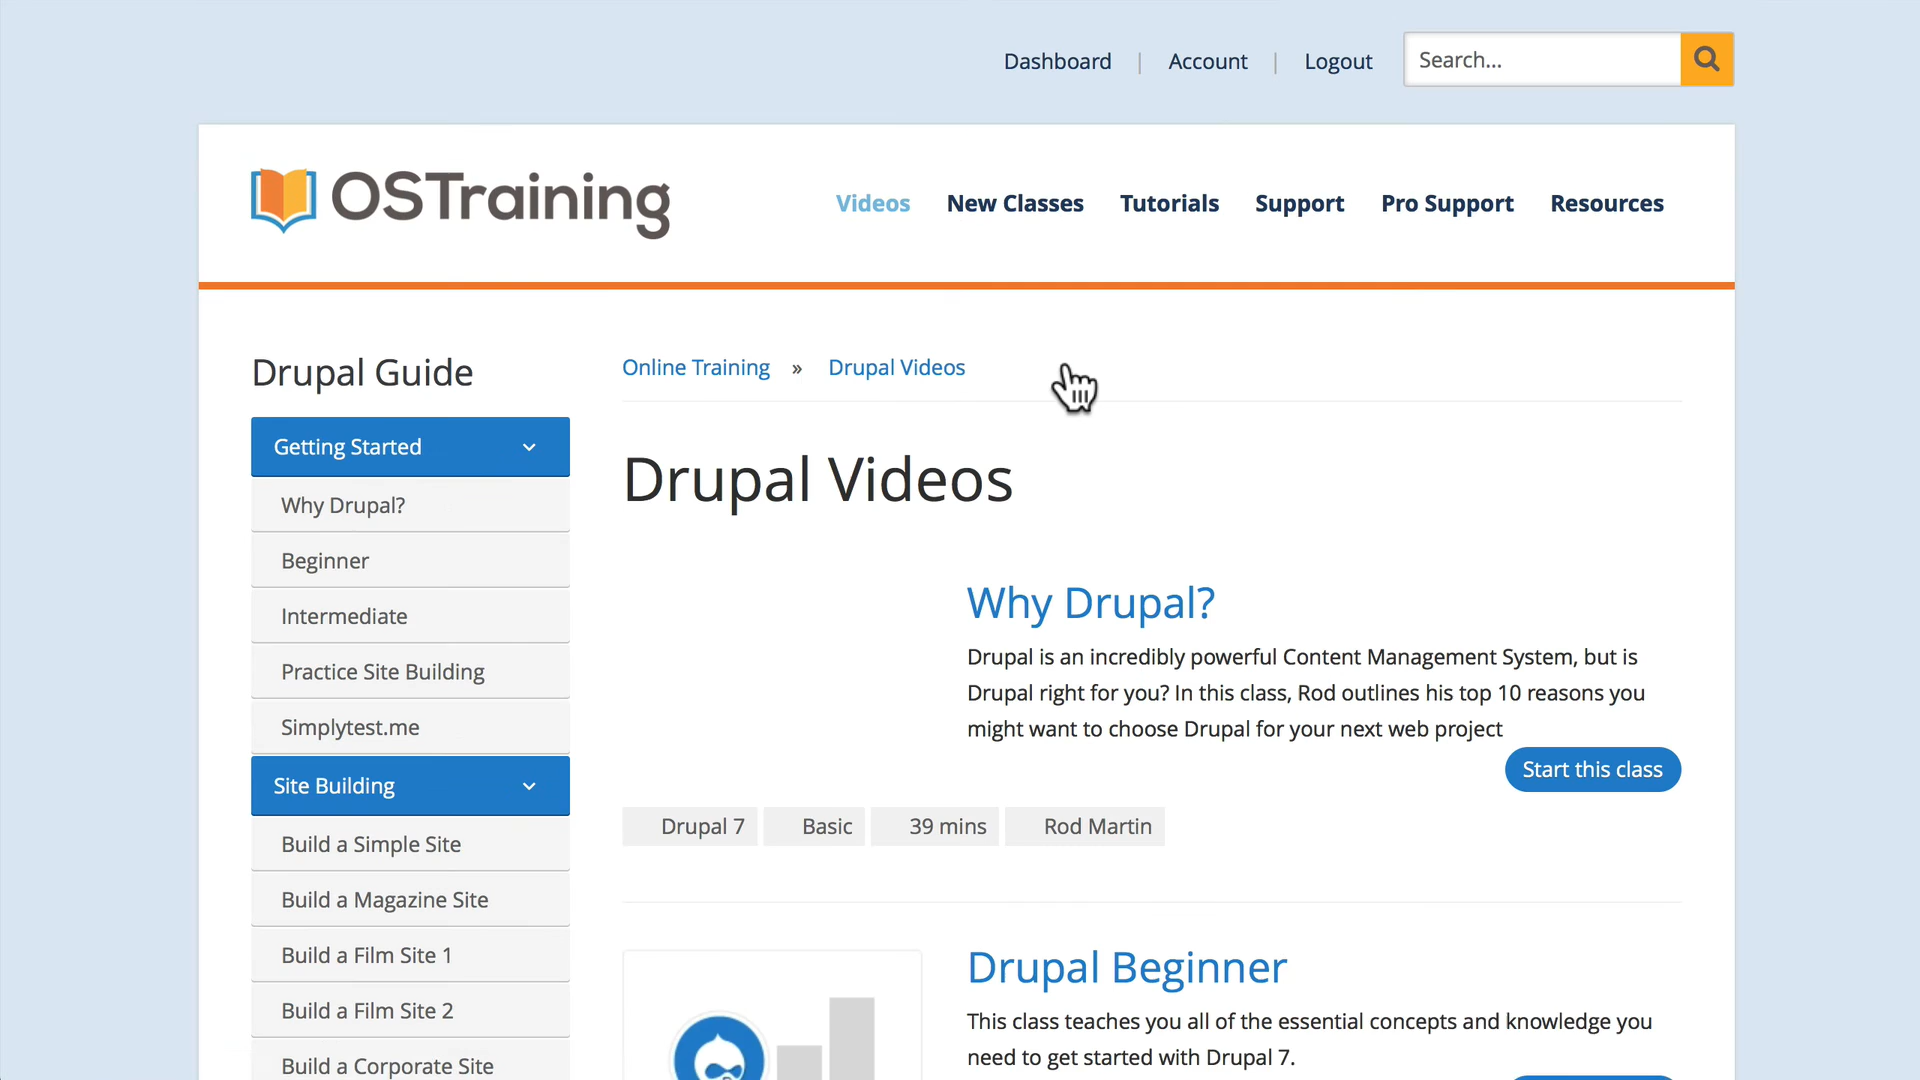 Dashboard | Account | Logout
Search...
OSTraining
Videos New Classes Tutorials Support Pro Support Resources
Drupal Guide
Getting Started
Why Drupal?
Beginner
Intermediate
Practice Site Building
Simplytest.me
Site Building
Build a Simple Site
Build a Magazine Site
Build a Film Site 1
Build a Film Site 2
Build a Corporate Site
Online Training » Drupal Videos
Drupal Videos
Why Drupal?
Drupal is an incredibly powerful Content Management System, but is
Drupal right for you? In this class, Rod outlines his top 10 reasons you
might want to choose Drupal for your next web project
Start this class
Drupal 7 Basic 39 mins Rod Martin
Drupal Beginner
This class teaches you all of the essential concepts and knowledge you
need to get started with Drupal 7.